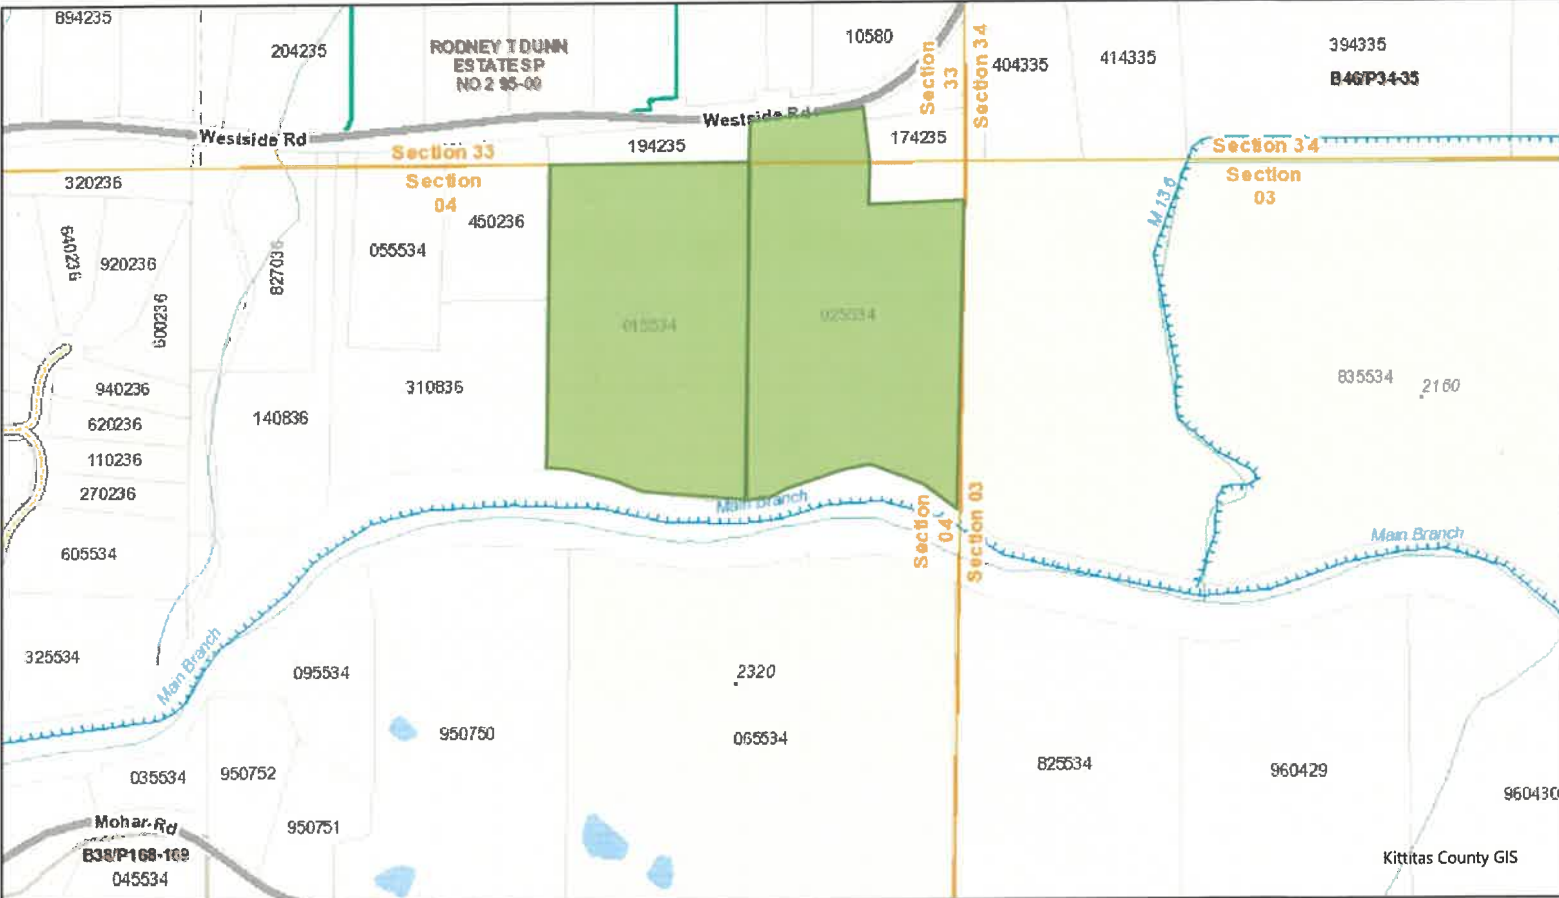 894235
204235
RODNEY T DUNN
ESTATE SP
NO 2 95-00
10580
Section 33
Section 34
404335
414335
394335
B46/P34-35
Westside Rd
Westside Rd
194235
174235
Section 33
Section
04
Section 34
Section
03
320236
640236
920236
600236
827036
055534
450236
M 13.6
015534
025534
940236
620236
110236
270236
140836
310836
835534
2160
Main Branch
Section 04
Section 03
Main Branch
605534
325534
Main Branch
095534
2320
950750
065534
035534
950752
825534
960429
960430
Mohar Rd
950751
B38/P168-169
045534
Kittitas County GIS